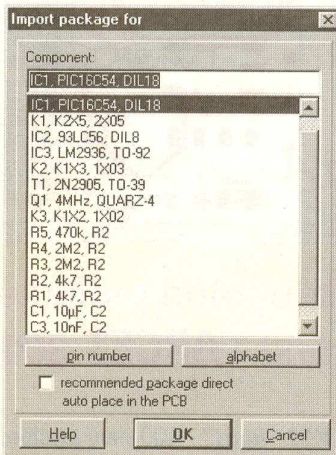 Import package for
Component:
IC1, PIC16C54, DIL18
IC1, PIC16C54, DIL18
K1, K2X5, 2X05
IC2, 93LC56, DIL8
IC3, LM2936, TO-92
K2, K1X3, 1X03
T1, 2N2905, TO-39
Q1, 4MHz, QUARZ-4
K3, K1X2, 1X02
R5, 470k, R2
R4, 2M2, R2
R3, 2M2, R2
R2, 4k7, R2
R1, 4k7, R2
C1, 10µF, C2
C3, 10nF, C2
pin number alphabet
recommended package direct
auto place in the PCB
Help OK Cancel